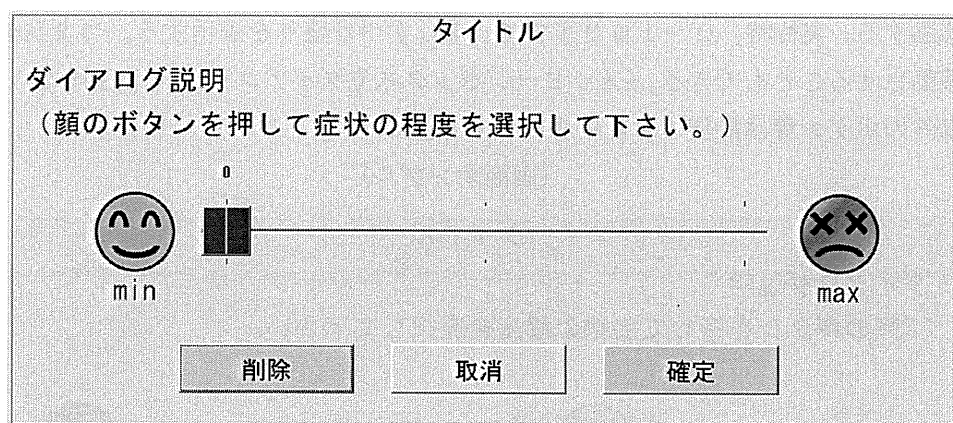 タイトル
ダイアログ説明
（顔のボタンを押して症状の程度を選択して下さい。）
0
min
max
削除 取消 確定